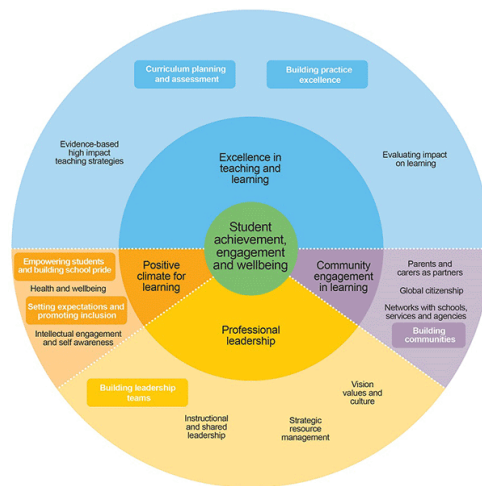 Curriculum planning
and assessment
Building practice
excellence
Evidence-based
high impact
teaching strategies
Excellence in
teaching and
learning
Evaluating impact
on learning
Student
achievement,
engagement
and wellbeing
Empowering students
and building school pride
Health and wellbeing
Setting expectations and
promoting inclusion
Intellectual engagement
and self awareness
Positive
climate for
learning
Community
engagement
in learning
Parents and
carers as partners
Global citizenship
Networks with schools,
services and agencies
Building
communities
Professional
leadership
Building leadership
teams
Instructional
and shared
leadership
Strategic
resource
management
Vision
values and
culture